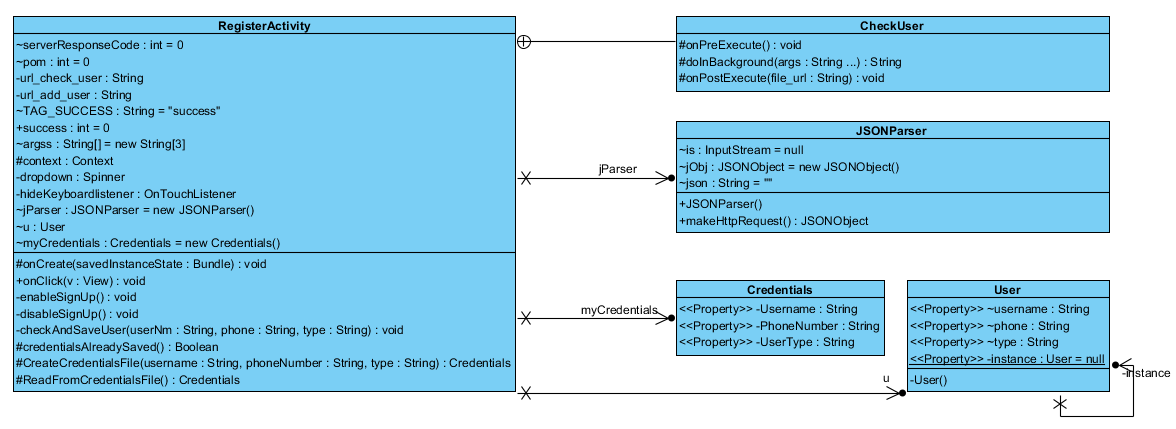 RegisterActivity
~serverResponseCode : int = 0
~pom : int = 0
-url_check_user : String
-url_add_user : String
~TAG_SUCCESS : String = "success"
+success : int = 0
~argss : String[] = new String[3]
#context : Context
-dropdown : Spinner
-hideKeyboardlistener : OnTouchListener
~jParser : JSONParser = new JSONParser()
~u : User
~myCredentials : Credentials = new Credentials()
#onCreate(savedInstanceState : Bundle) : void
+onClick(v : View) : void
-enableSignUp() : void
-disableSignUp() : void
-checkAndSaveUser(userNm : String, phone : String, type : String) : void
#credentialsAlreadySaved() : Boolean
#CreateCredentialsFile(username : String, phoneNumber : String, type : String) : Credentials
#ReadFromCredentialsFile() : Credentials
CheckUser
#onPreExecute() : void
#doInBackground(args : String ...) : String
#onPostExecute(file_url : String) : void
jParser
JSONParser
~is : InputStream = null
~jObj : JSONObject = new JSONObject()
~json : String = ""
+JSONParser()
+makeHttpRequest() : JSONObject
myCredentials
Credentials
<<Property>> -Username : String
<<Property>> -PhoneNumber : String
<<Property>> -UserType : String
u
User
<<Property>> ~username : String
<<Property>> ~phone : String
<<Property>> ~type : String
<<Property>> -instance : User = null
-User()
-instance